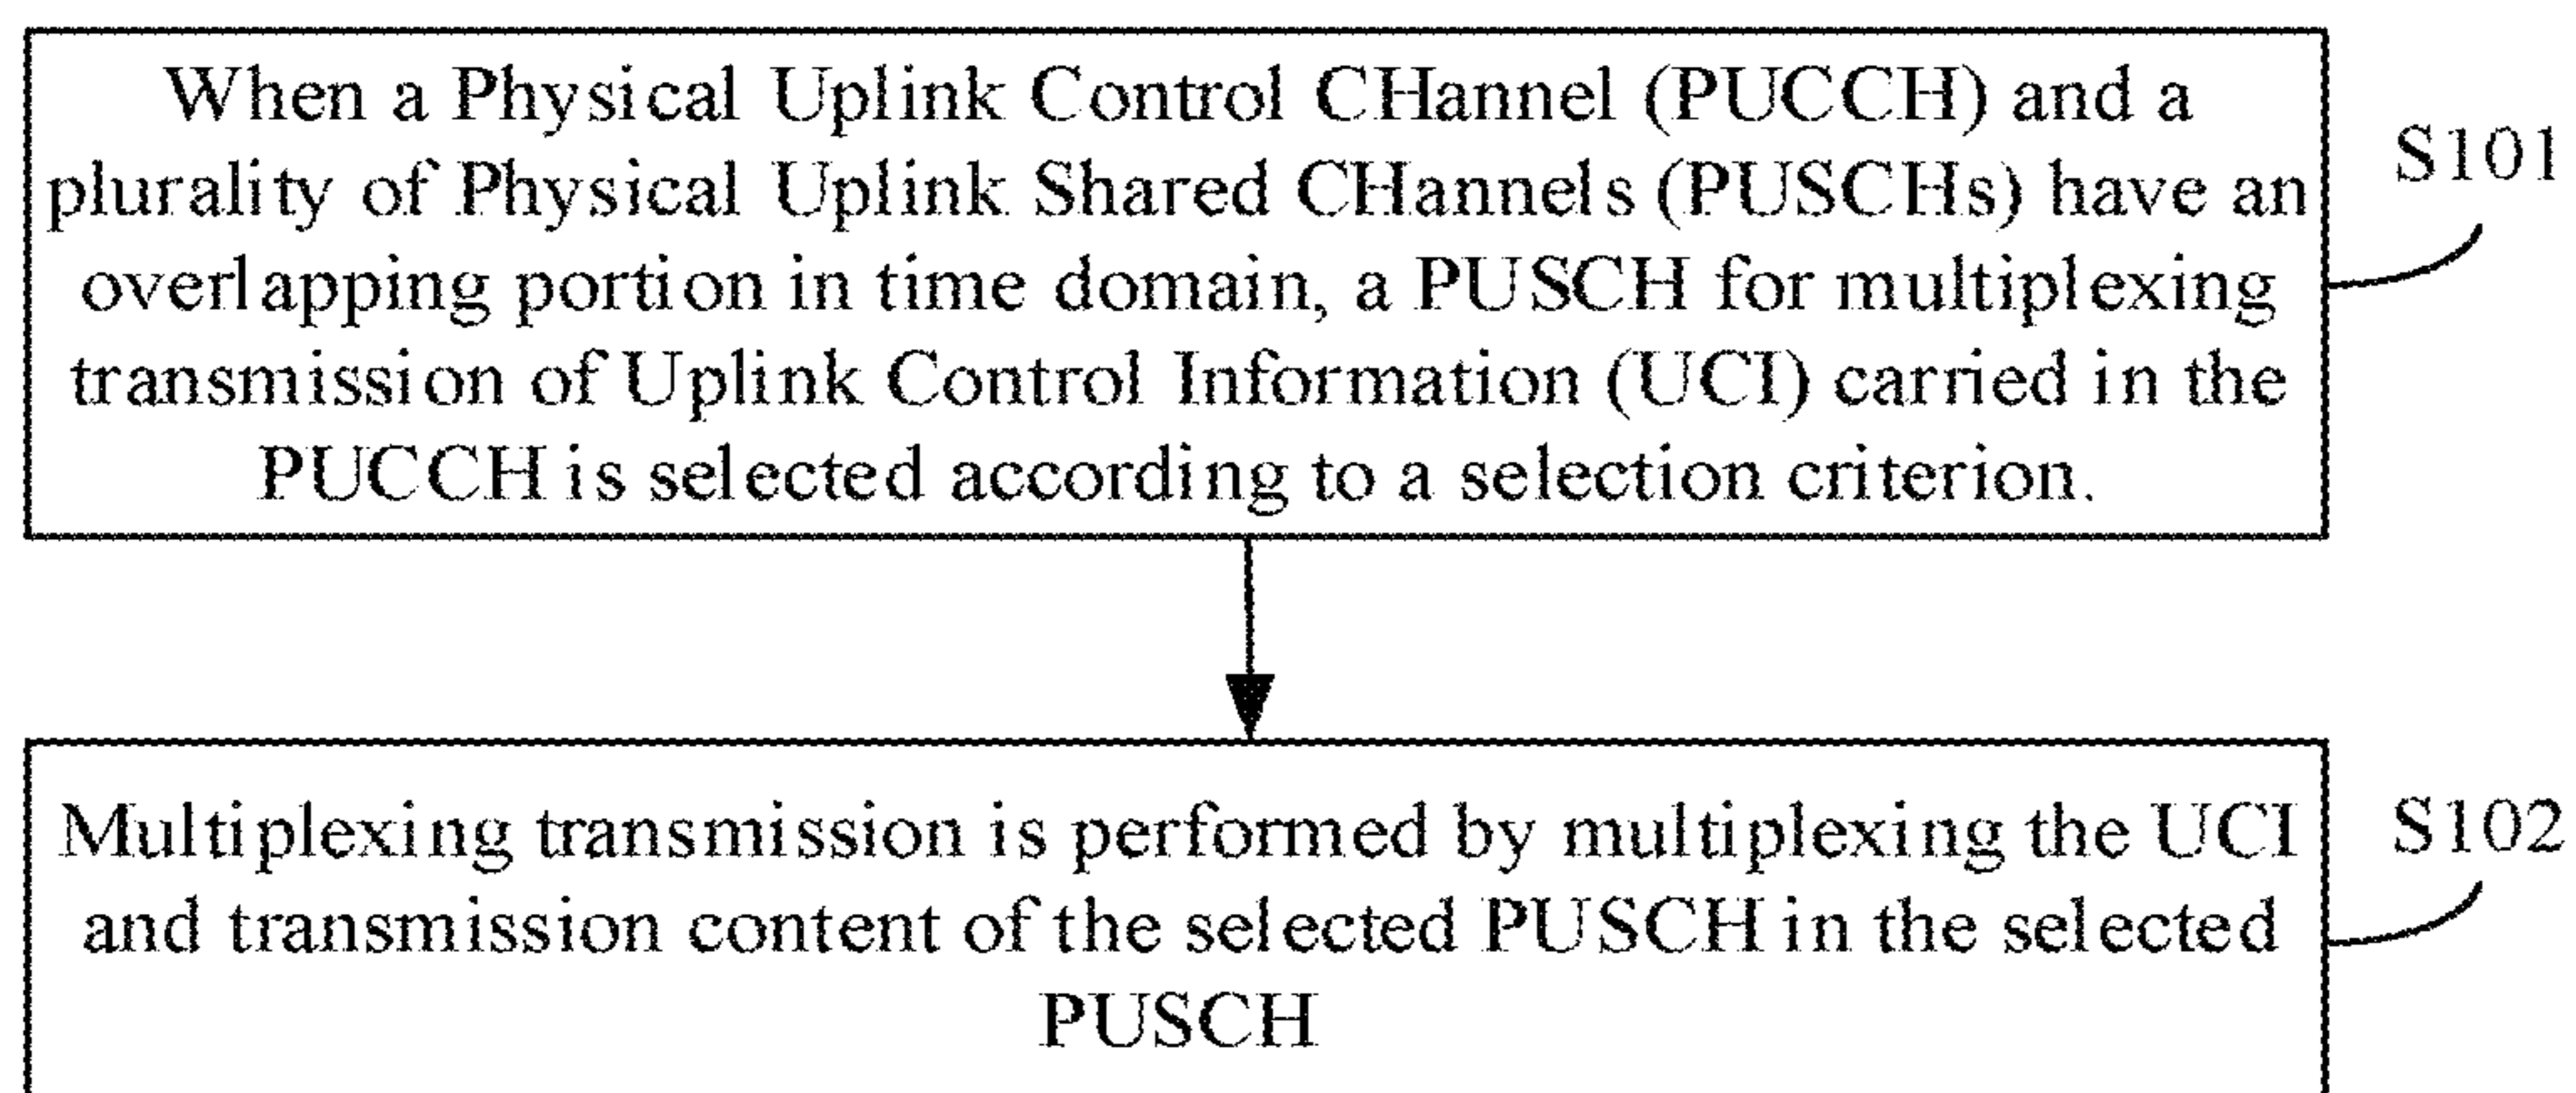 When a Physical Uplink Control CHannel (PUCCH) and a
plurality of Physical Uplink Shared CHannels (PUSCHs) have an
overlapping portion in time domain, a PUSCH for multiplexing
transmission of Uplink Control Information (UCI) carried in the
PUCCH is selected according to a selection criterion.
S101
Multiplexing transmission is performed by multiplexing the UCI
and transmission content of the selected PUSCH in the selected
PUSCH
S102